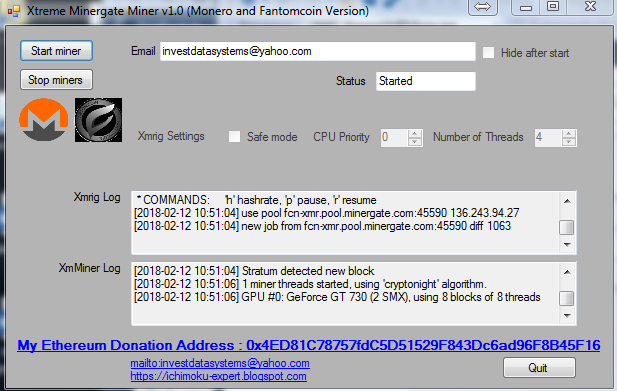 Xtreme Minergate Miner v1.0 (Monero and Fantomcoin Version)
Start miner
Email
investdatasystems@yahoo.com
Hide after start
Stop miners
Status
Started
Xmrig Settings
Safe mode
CPU Priority
0
Number of Threads
4
Xmrig Log
* COMMANDS: 'h' hashrate, 'p' pause, 'r' resume
[2018-02-12 10:51:04] use pool fcn-xmr.pool.minergate.com:45590 136.243.94.27
[2018-02-12 10:51:04] new job from fcn-xmr.pool.minergate.com:45590 diff 1063
XmMiner Log
[2018-02-12 10:51:04] Stratum detected new block
[2018-02-12 10:51:06] 1 miner threads started, using 'cryptonight' algorithm.
[2018-02-12 10:51:06] GPU #0: GeForce GT 730 (2 SMX), using 8 blocks of 8 threads
My Ethereum Donation Address : 0x4ED81C78757fdC5D51529F843Dc6ad96F8B45F16
mailto:investdatasystems@yahoo.com
https://ichimoku-expert.blogspot.com
Quit